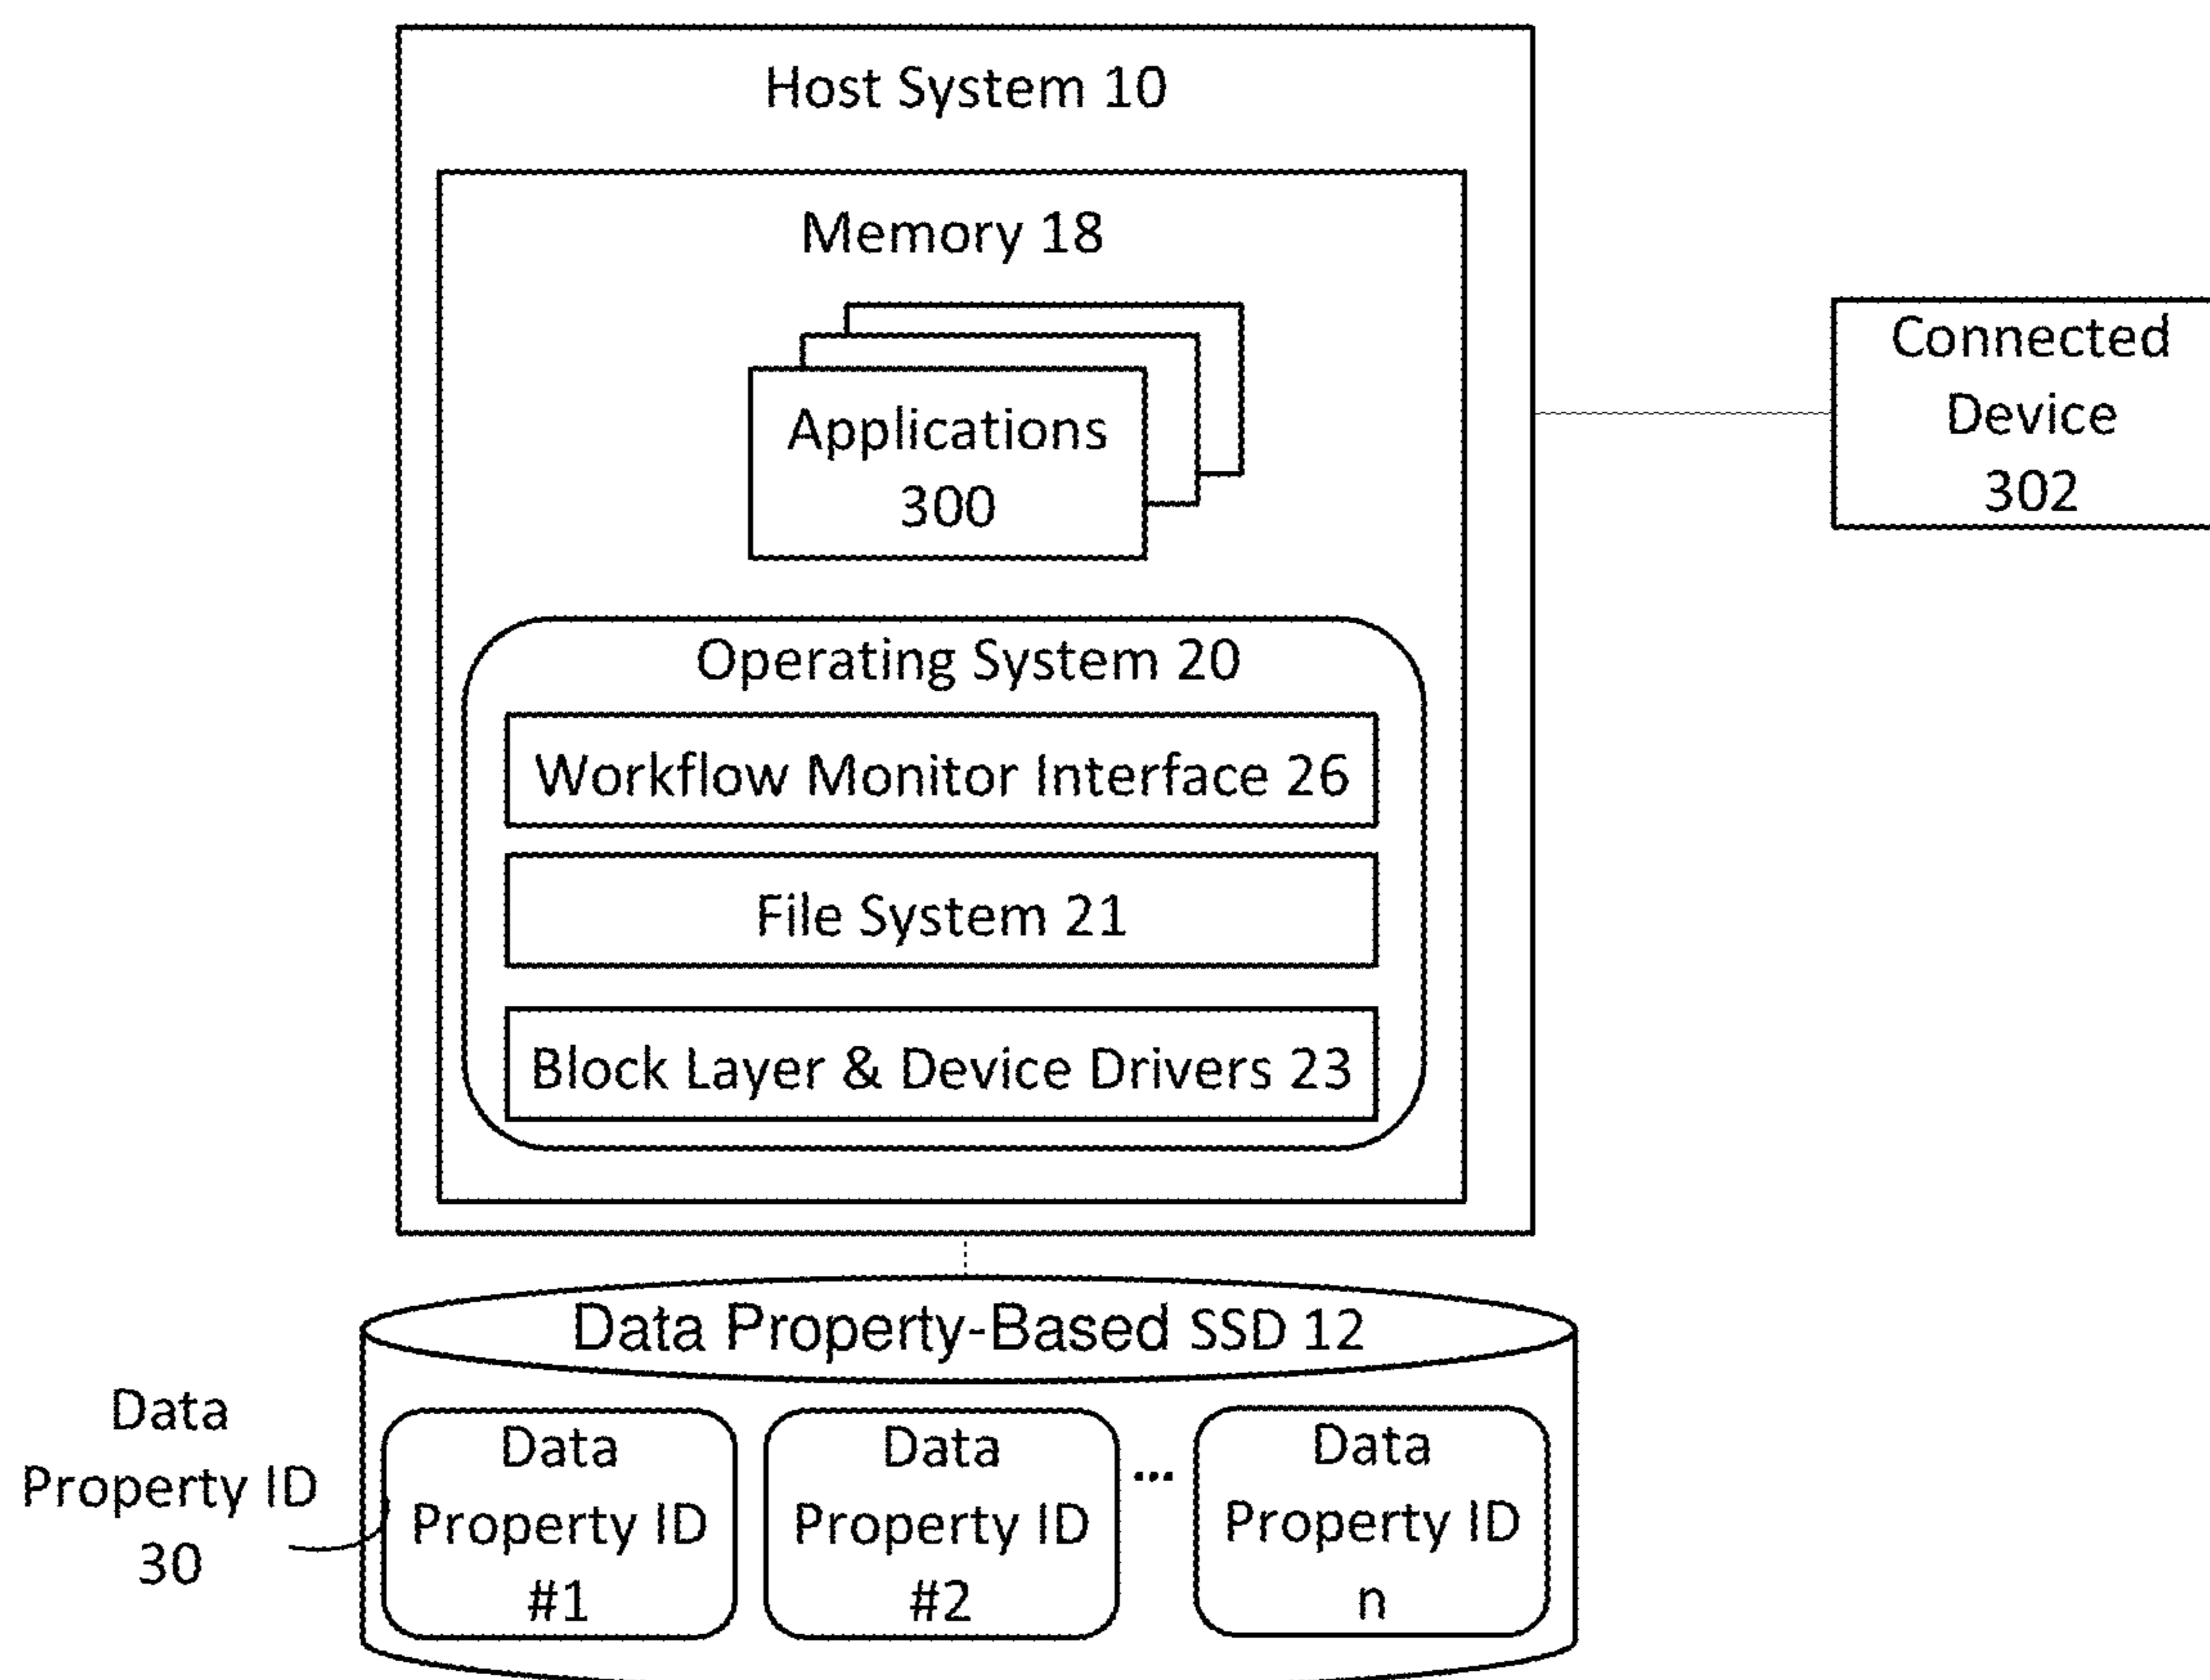 Host System 10
Memory 18
Applications
300
Connected
Device
302
Operating System 20
Workflow Monitor Interface 26
File System 21
Block Layer & Device Drivers 23
Data Property-Based SSD 12
Data
Property ID
30
Data
Property ID
#1
Data
Property ID
#2
...
Data
Property ID
n